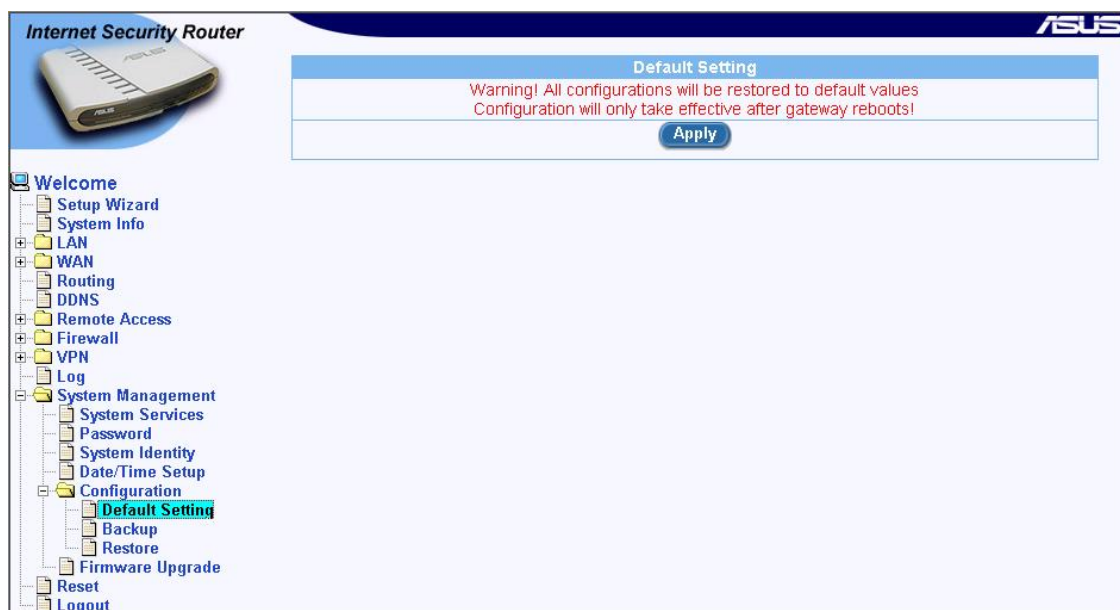 Internet Security Router
ASUS
ASUS
ASUS
Default Setting
Warning! All configurations will be restored to default values
Configuration will only take effective after gateway reboots!
Apply
Welcome
Setup Wizard
System Info
LAN
WAN
Routing
DDNS
Remote Access
Firewall
VPN
Log
System Management
System Services
Password
System Identity
Date/Time Setup
Configuration
Default Setting
Backup
Restore
Firmware Upgrade
Reset
Logout